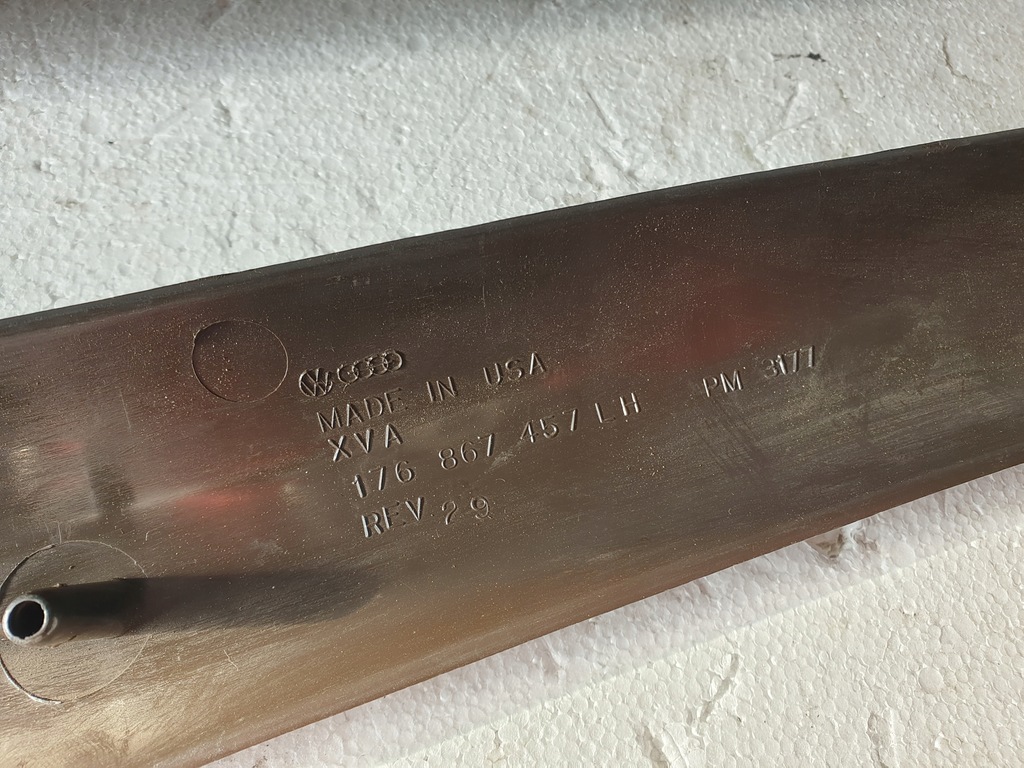 MADE IN USA
XVA
176 867 457 LH PM 3177
REV 29